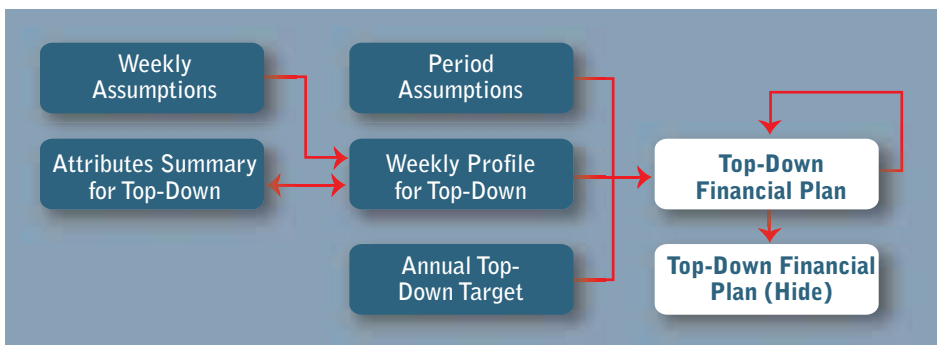 Weekly
Assumptions
Period
Assumptions
Attributes Summary
for Top-Down
Weekly Profile
for Top-Down
Top-Down
Financial Plan
Annual Top-
Down Target
Top-Down Financial
Plan (Hide)